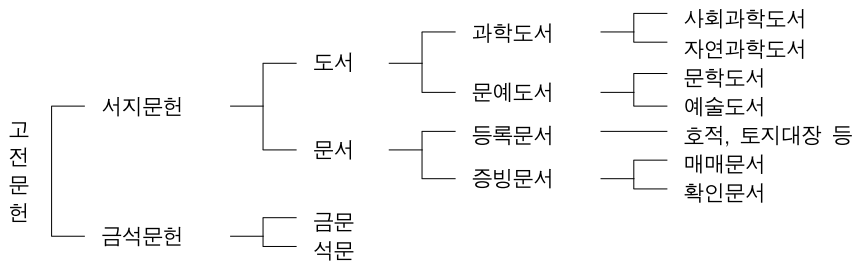 고전문헌
서지문헌
도서
과학도서
사회과학도서
자연과학도서
문예도서
문학도서
예술도서
문서
등록문서
호적, 토지대장 등
증빙문서
매매문서
확인문서
금석문헌
금문
석문